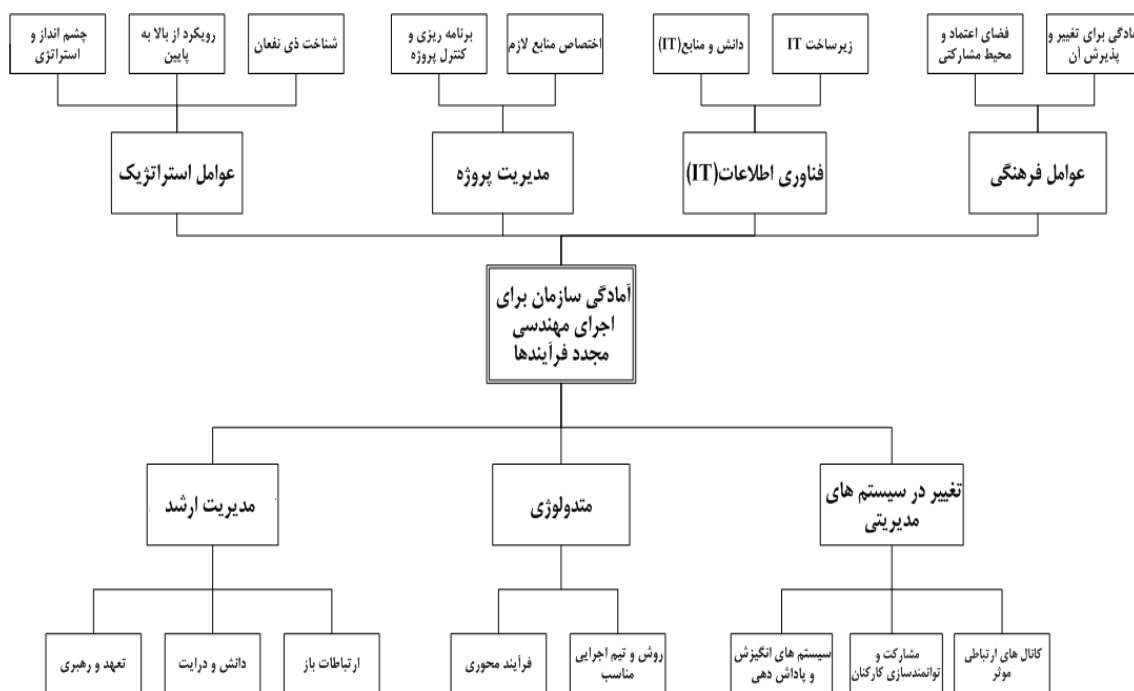 مادگی برای تغییر و
پذیرش آن
فضای اعتماد و
محیط مشارکتی
زیرساخت IT
دانش و منابع(IT)
اختصاص منابع لازم
برنامه ریزی و
کنترل پروژه
شناخت ذی نفعان
رویکرد از بالا به
پایین
چشم انداز و
استراتژی
عوامل فرهنگی
فناوری اطلاعات(IT)
مدیریت پروژه
عوامل استراتژیک
آمادگی سازمان برای
اجرای مهندسی
مجدد فرآیندها
تغییر در سیستم های
مدیریتی
متدولوژی
مدیریت ارشد
کانال های ارتباطی
موثر
مشارکت و
توانمندسازی کارکنان
سیستم های انگیزش
و پاداش دهی
روش و تیم اجرایی
مناسب
فرآیند محوری
ارتباطات باز
دانش و درایت
تعهد و رهبری